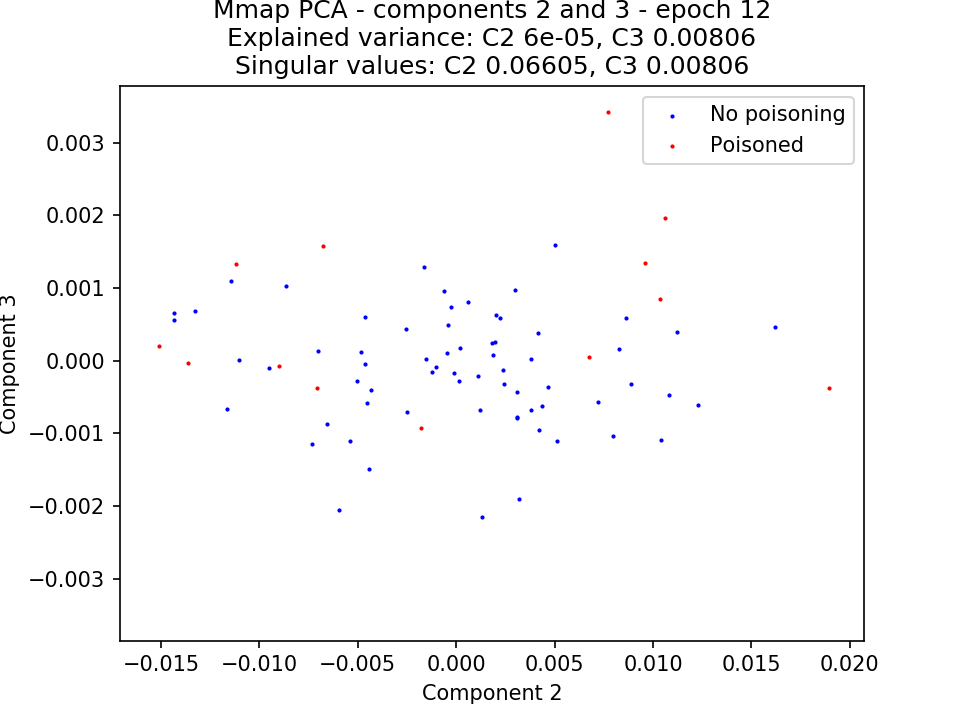 Mmap PCA - components 2 and 3 - epoch 12
Explained variance: C2 6e-05, C3 0.00806
Singular values: C2 0.06605, C3 0.00806
No poisoning
Poisoned
0.003
0.002
0.001
0.000
−0.001
−0.002
−0.003
Component 3
−0.015 −0.010 −0.005 0.000 0.005 0.010 0.015 0.020
Component 2